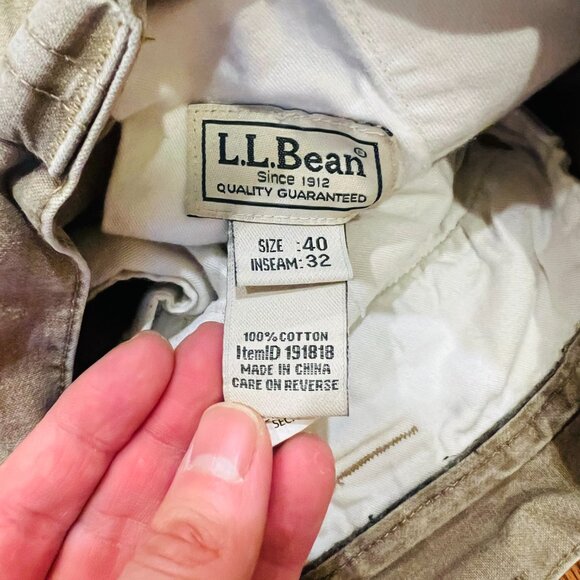 L.L.Bean®
Since 1912
QUALITY GUARANTEED
SIZE :40
INSEAM:32
100%COTTON
ItemID 191818
MADE IN CHINA
CARE ON REVERSE